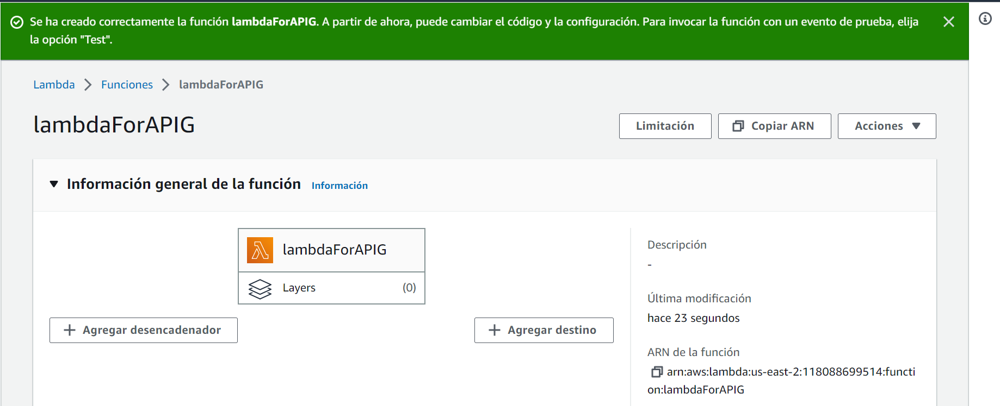 Se ha creado correctamente la función lambdaForAPIG. A partir de ahora, puede cambiar el código y la configuración. Para invocar la función con un evento de prueba, elija
la opción "Test".
Lambda > Funciones > lambdaForAPIG
lambdaForAPIG
Limitación
Copiar ARN
Acciones
Información general de la función Información
lambdaForAPIG
Layers (0)
+ Agregar desencadenador
+ Agregar destino
Descripción
-
Última modificación
hace 23 segundos
ARN de la función
arn:aws:lambda:us-east-2:118088699514:functi
on:lambdaForAPIG